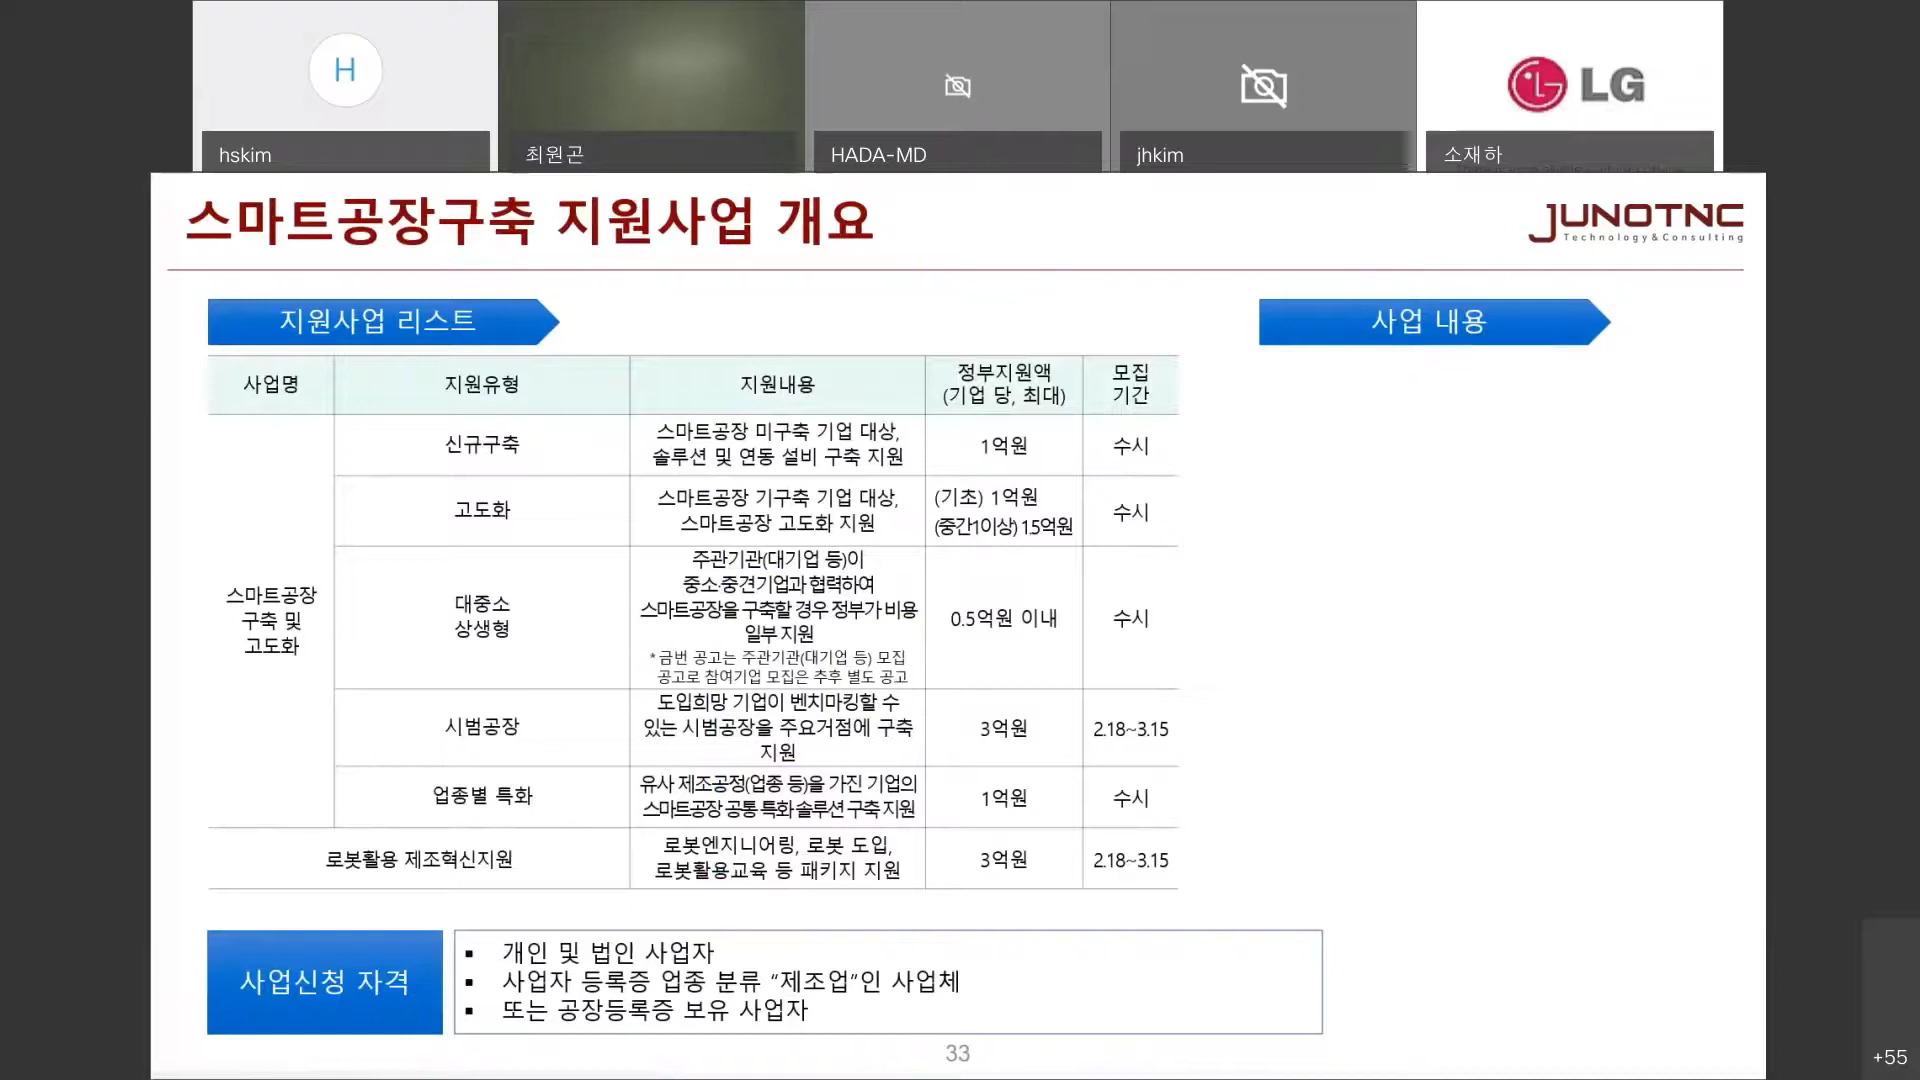 H
hskim
최원곤
HADA-MD
jhkim
LG
소재하
스마트공장구축 지원사업 개요
JUNOTNC
Technology&Consulting
지원사업 리스트
사업 내용
사업명
지원유형
지원내용
정부지원액
(기업 당, 최대)
모집
기간
스마트공장
구축 및
고도화
신규구축
스마트공장 미구축 기업 대상,
솔루션 및 연동 설비 구축 지원
1억원
수시
고도화
스마트공장 기구축 기업 대상,
스마트공장 고도화 지원
(기초) 1억원
(중간1이상) 1.5억원
수시
대중소
상생형
주관기관(대기업 등)이
중소·중견기업과 협력하여
스마트공장을 구축할 경우 정부가 비용
일부 지원
* 금번 공고는 주관기관(대기업 등) 모집
공고로 참여기업 모집은 추후 별도 공고
0.5억원 이내
수시
시범공장
도입희망 기업이 벤치마킹할 수
있는 시범공장을 주요거점에 구축
지원
3억원
2.18~3.15
업종별 특화
유사 제조공정(업종 등)을 가진 기업의
스마트공장 공통 특화 솔루션 구축 지원
1억원
수시
로봇활용 제조혁신지원
로봇엔지니어링, 로봇 도입,
로봇활용교육 등 패키지 지원
3억원
2.18~3.15
사업신청 자격
▪ 개인 및 법인 사업자
▪ 사업자 등록증 업종 분류 “제조업”인 사업체
▪ 또는 공장등록증 보유 사업자
33
+55